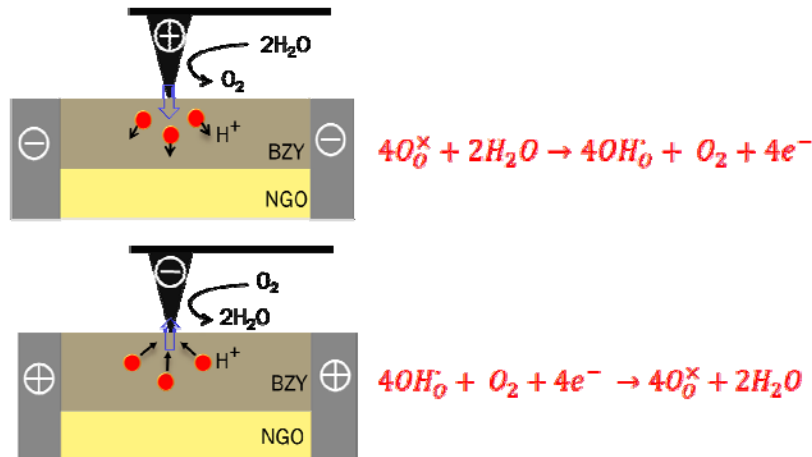 ⊕
2H₂O
O₂
⊖
H⁺
⊖
BZY
NGO
4O_O^× + 2H₂O → 4OH_O^· + O₂ + 4e⁻
⊖
O₂
2H₂O
⊕
H⁺
⊕
BZY
NGO
4OH_O^· + O₂ + 4e⁻ → 4O_O^× + 2H₂O